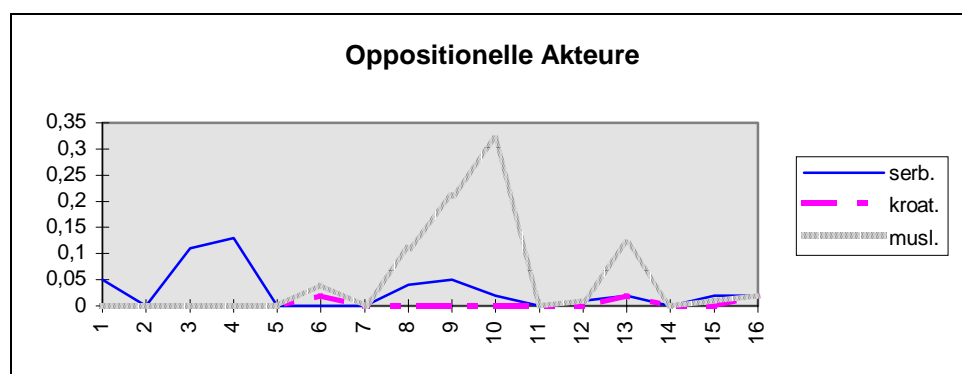 Oppositionelle Akteure
0,35
0,3
0,25
0,2
0,15
0,1
0,05
0
1 2 3 4 5 6 7 8 9 10 11 12 13 14 15 16
serb.
kroat.
musl.